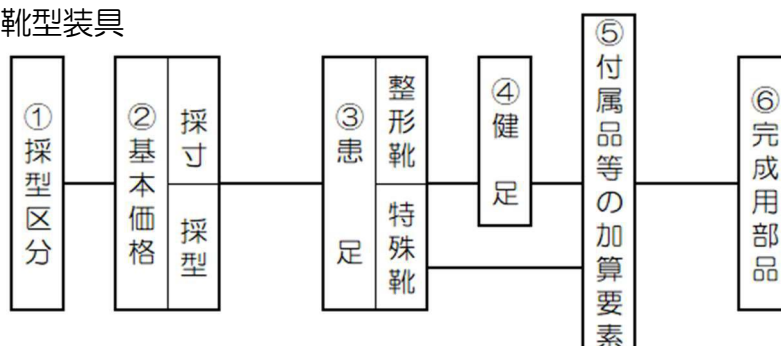 靴型装具
①採型区分
②基本価格
採寸
採型
③患足
整形靴
特殊靴
④健足
⑤付属品等の加算要素
⑥完成用部品